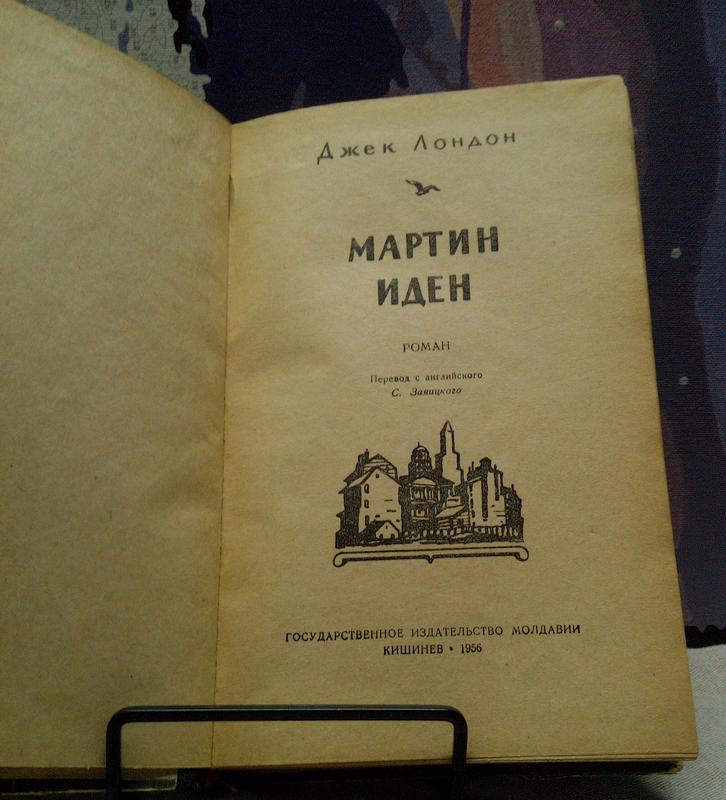 Джек Лондон
МАРТИН
ИДЕН
РОМАН
Перевод с английского
С. Заяицкого
ГОСУДАРСТВЕННОЕ ИЗДАТЕЛЬСТВО МОЛДАВИИ
КИШИНЕВ • 1956